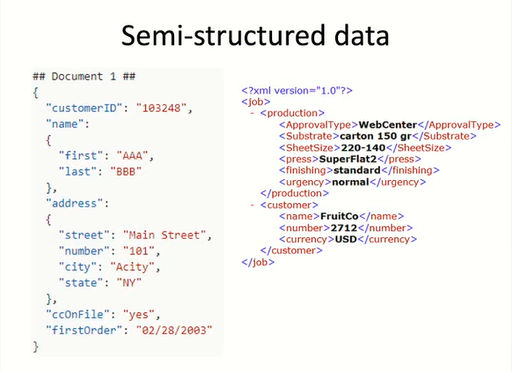 Semi-structured data
## Document 1 ##
{
"customerID": "103248",
"name":
{
"first": "AAA",
"last": "BBB"
},
"address":
{
"street": "Main Street",
"number": "101",
"city": "Acity",
"state": "NY"
},
"ccOnFile": "yes",
"firstOrder": "02/28/2003"
}
<?xml version="1.0"?>
<job>
- <production>
<ApprovalType>WebCenter</ApprovalType>
<Substrate>carton 150 gr</Substrate>
<SheetSize>220-140</SheetSize>
<press>SuperFlat2</press>
<finishing>standard</finishing>
<urgency>normal</urgency>
</production>
- <customer>
<name>FruitCo</name>
<number>2712</number>
<currency>USD</currency>
</customer>
</job>